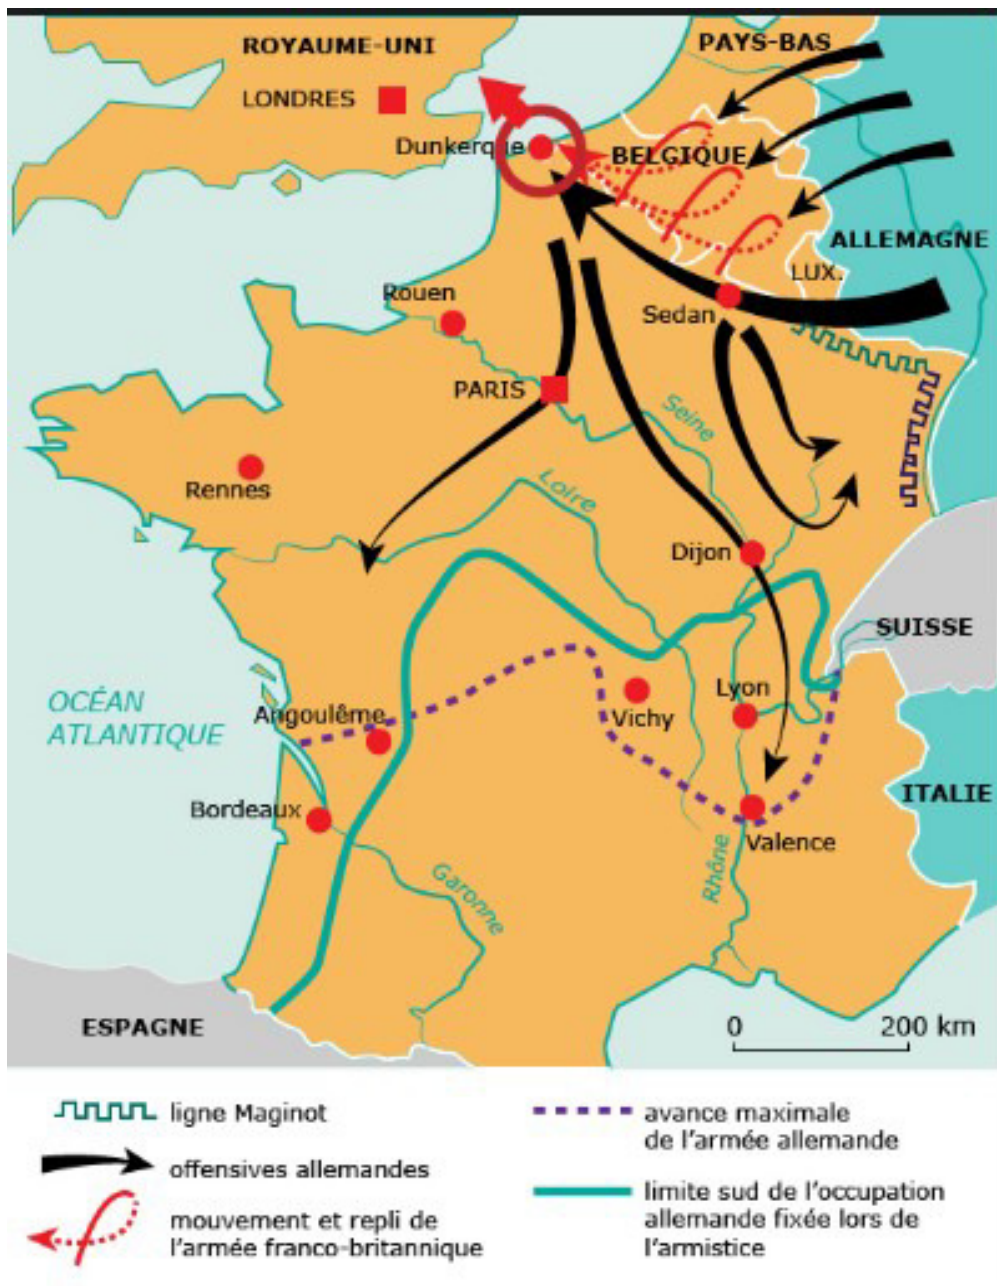 ROYAUME-UNI
PAYS-BAS
LONDRES
Dunkerque
BELGIQUE
ALLEMAGNE
LUX.
Rouen
Sedan
PARIS
Seine
Loire
Rennes
Dijon
SUISSE
OCÉAN
ATLANTIQUE
Angoulême
Vichy
Lyon
ITALIE
Bordeaux
Valence
Rhône
Garonne
ESPAGNE
0 200 km
ligne Maginot
offensives allemandes
mouvement et repli de
l'armée franco-britannique
avance maximale
de l'armée allemande
limite sud de l'occupation
allemande fixée lors de
l'armistice